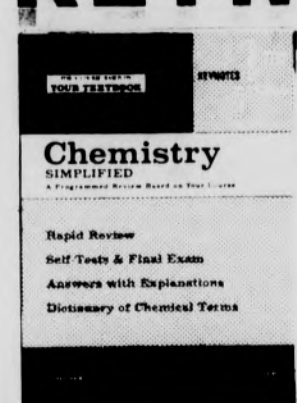 YOUR TEXTBOOK
KEYNOTES
Chemistry
SIMPLIFIED
A Programmed Review Based on Your Course
Rapid Review
Self Tests & Final Exam
Answers with Explanations
Dictionary of Chemical Terms